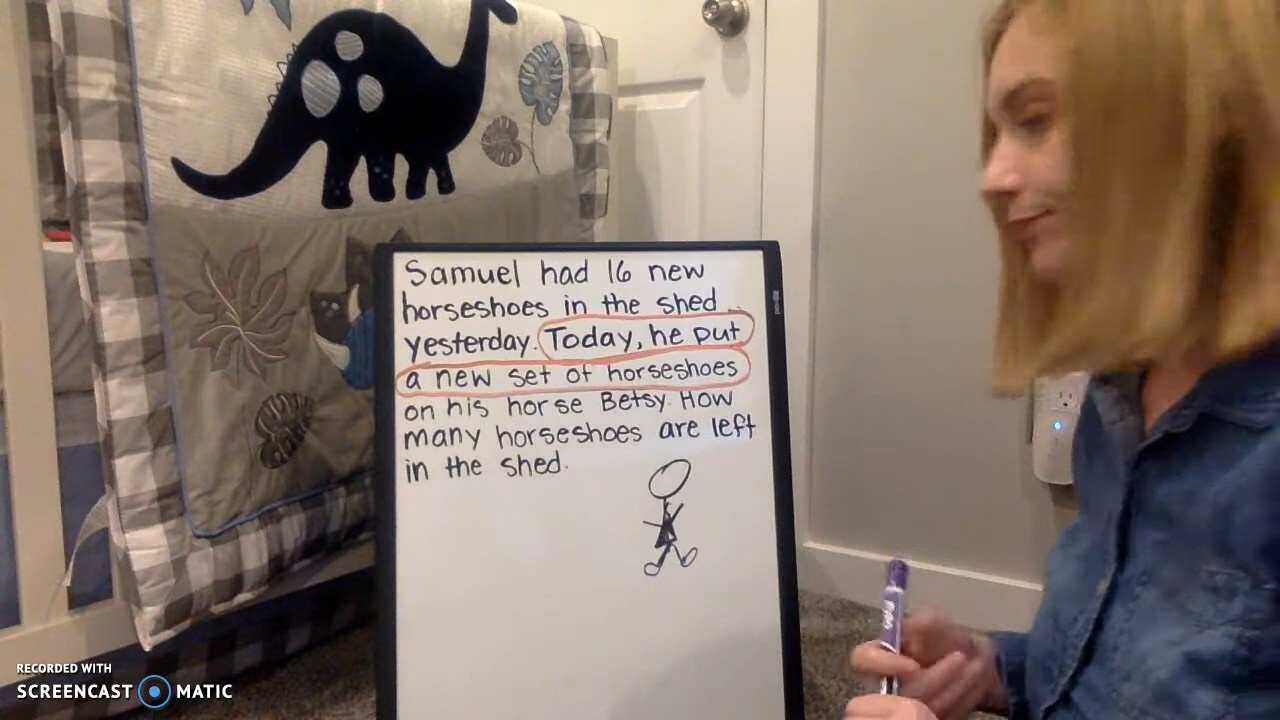 Samuel had 16 new
horseshoes in the shed
yesterday. Today, he put
a new set of horseshoes
on his horse Betsy. How
many horseshoes are left
in the shed.
RECORDED WITH
SCREENCAST MATIC